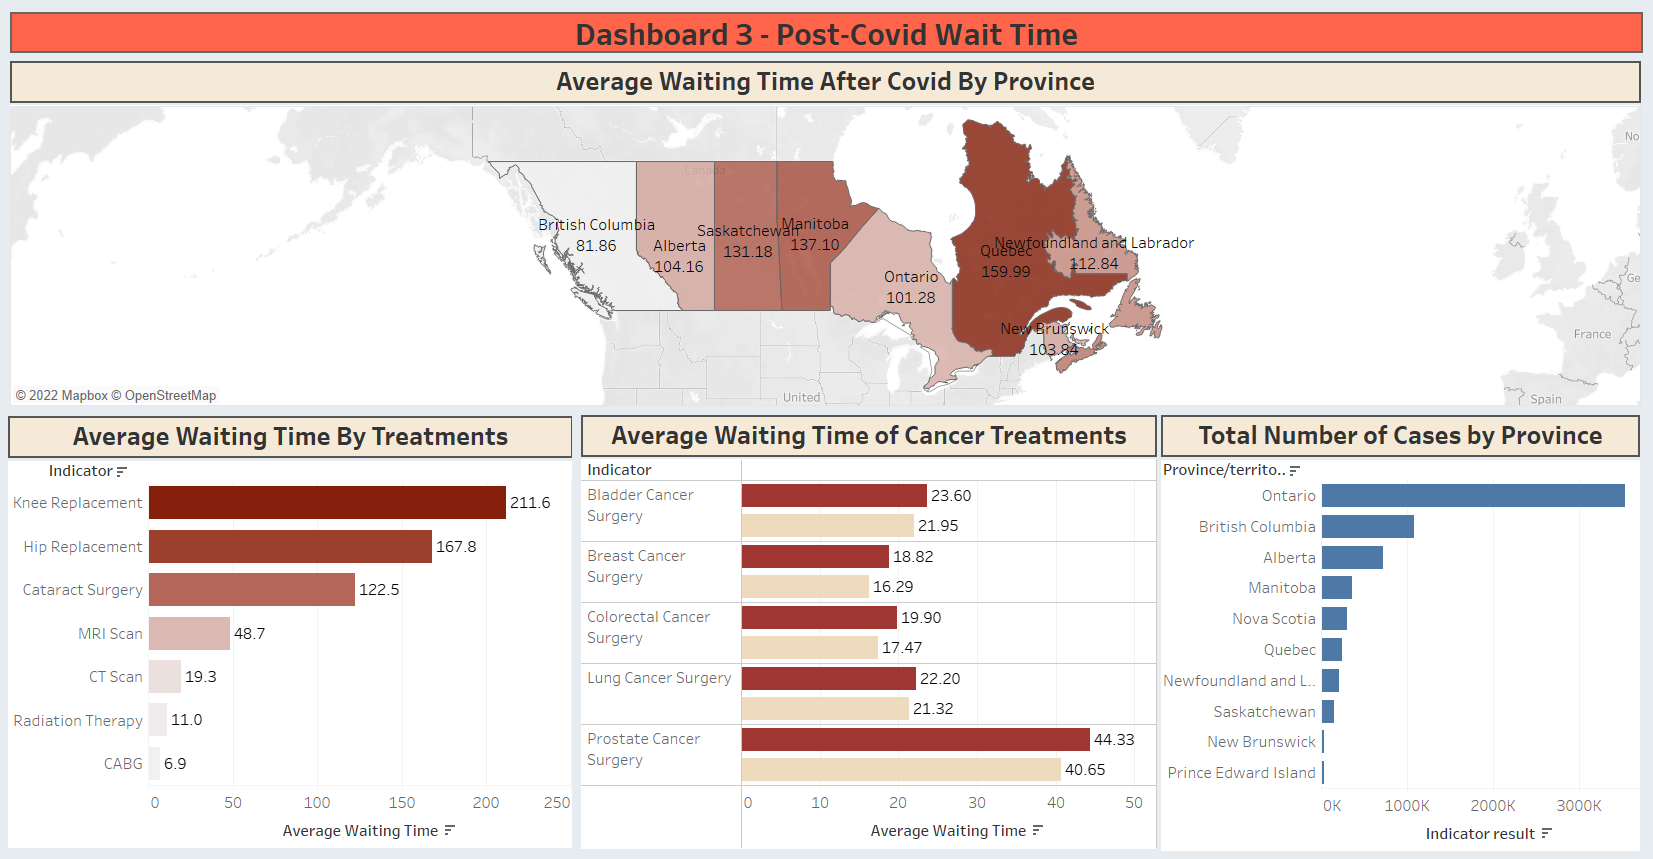 Dashboard 3 - Post-Covid Wait Time
Average Waiting Time After Covid By Province
No
Canada
British Columbia
81.86
Alberta
104.16
Saskatchewan
131.18
Manitoba
137.10
Ontario
101.28
Quebec
159.99
Newfoundland and Labrador
112.84
New Brunswick
103.84
Ge
France
Spain
United
© 2022 Mapbox © OpenStreetMap
Average Waiting Time By Treatments
Indicator
Knee Replacement
211.6
Hip Replacement
167.8
Cataract Surgery
122.5
MRI Scan
48.7
CT Scan
19.3
Radiation Therapy
11.0
CABG
6.9
0 50 100 150 200 250
Average Waiting Time
Average Waiting Time of Cancer Treatments
Indicator
Bladder Cancer
Surgery
23.60
21.95
Breast Cancer
Surgery
18.82
16.29
Colorectal Cancer
Surgery
19.90
17.47
Lung Cancer Surgery
22.20
21.32
Prostate Cancer
Surgery
44.33
40.65
0 10 20 30 40 50
Average Waiting Time
Total Number of Cases by Province
Province/territo..
Ontario
British Columbia
Alberta
Manitoba
Nova Scotia
Quebec
Newfoundland and L..
Saskatchewan
New Brunswick
Prince Edward Island
0K 1000K 2000K 3000K
Indicator result